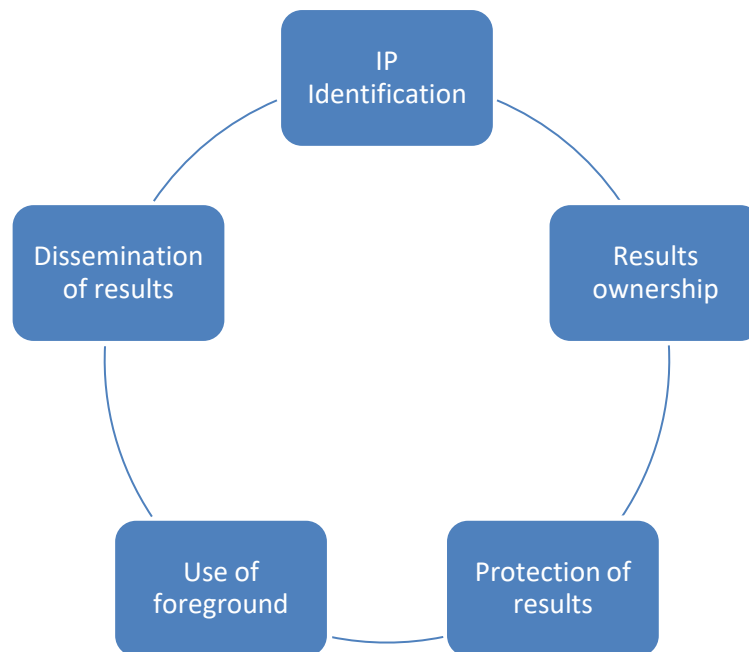 IP
Identification
Results
ownership
Protection of
results
Use of
foreground
Dissemination
of results